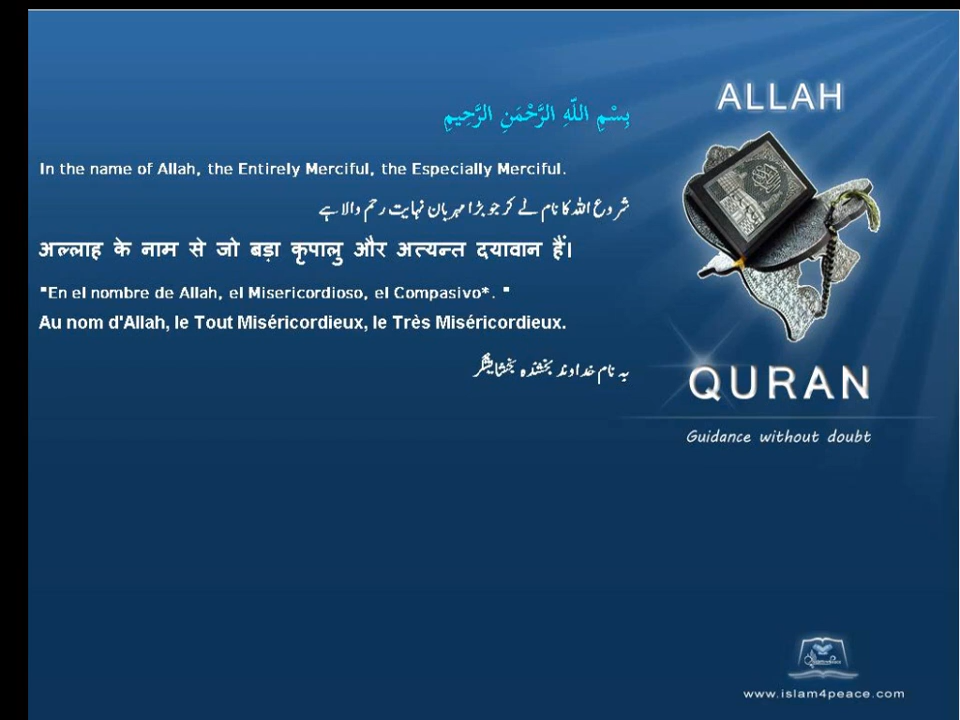 بِسْمِ اللّهِ الرَّحْمَنِ الرَّحِيمِ
In the name of Allah, the Entirely Merciful, the Especially Merciful.
شروع اللہ کا نام لے کر جو بڑا مہربان نہایت رحم والا ہے
अल्लाह के नाम से जो बड़ा कृपालु और अत्यन्त दयावान हैं।
"En el nombre de Allah, el Misericordioso, el Compasivo*. "
Au nom d'Allah, le Tout Miséricordieux, le Très Miséricordieux.
به نام خداوند بخشنده بخشایشگر
ALLAH
QURAN
Guidance without doubt
www.islam4peace.com